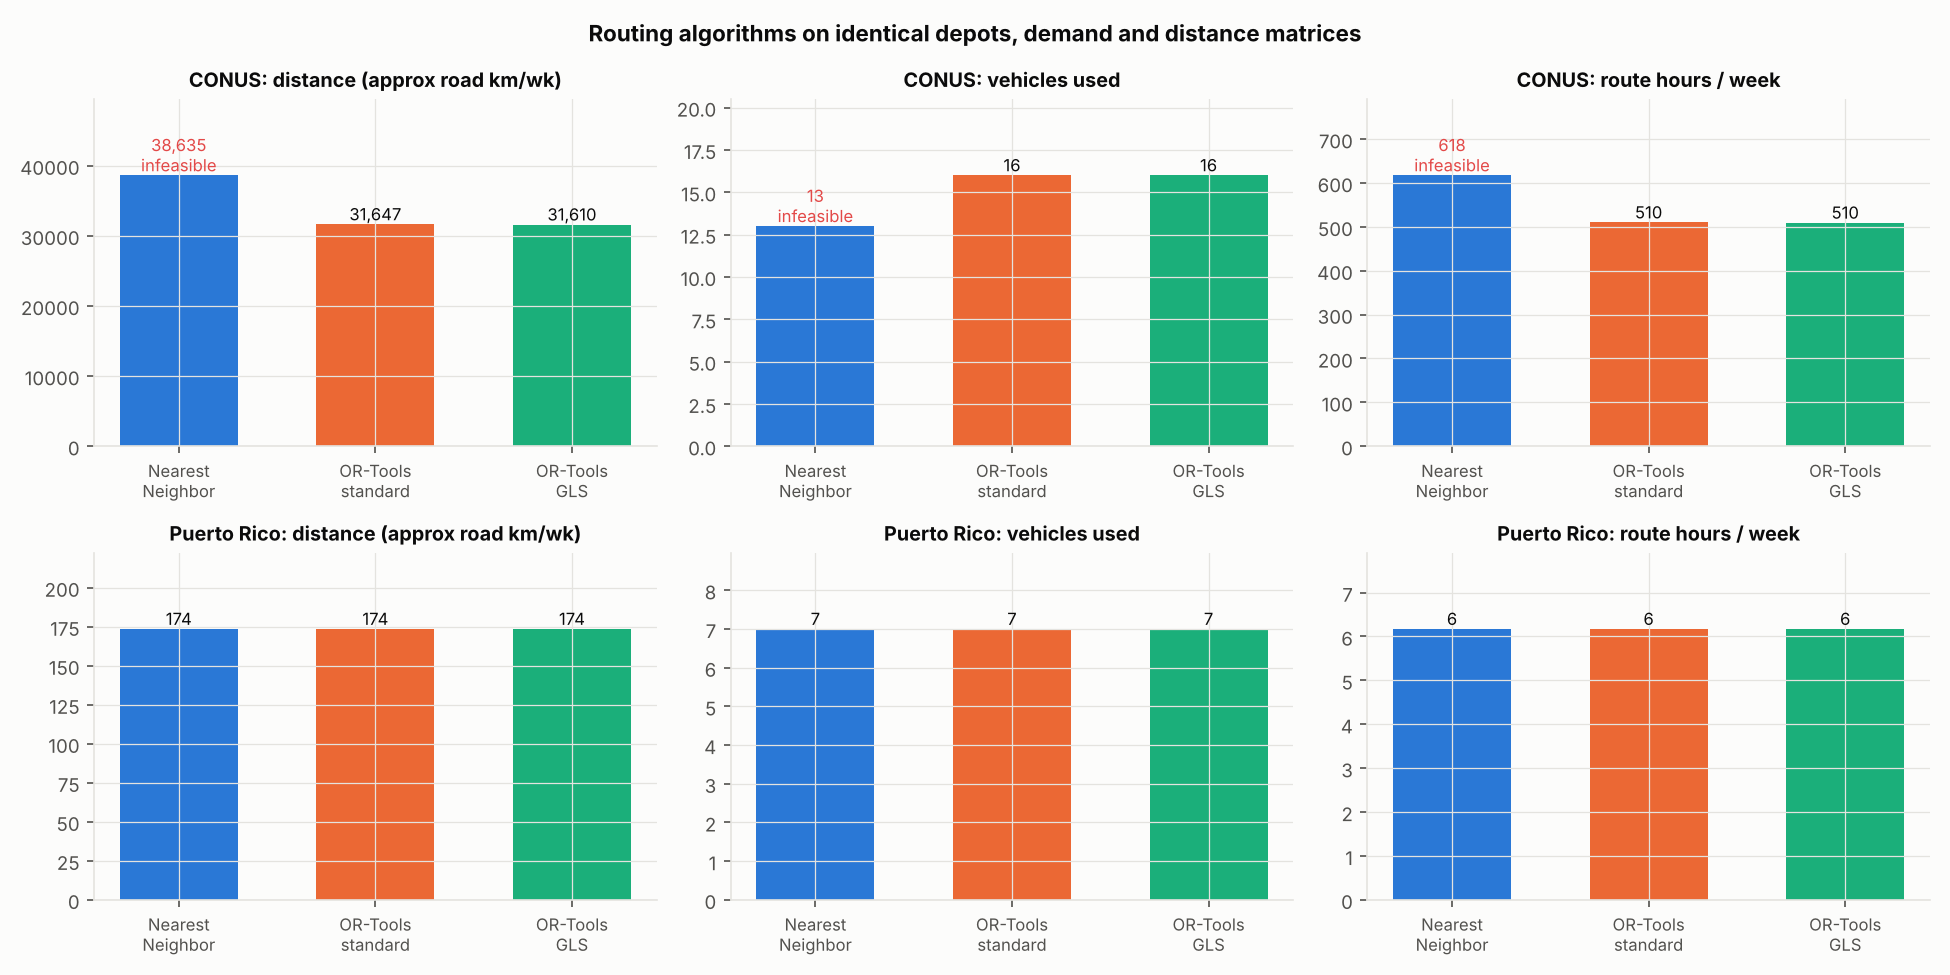 Routing algorithms on identical depots, demand and distance matrices
CONUS: distance (approx road km/wk)
40000
30000
20000
10000
0
38,635
infeasible
31,647
31,610
Nearest
Neighbor
OR-Tools
standard
OR-Tools
GLS
CONUS: vehicles used
20.0
17.5
15.0
12.5
10.0
7.5
5.0
2.5
0.0
13
infeasible
16
16
Nearest
Neighbor
OR-Tools
standard
OR-Tools
GLS
CONUS: route hours / week
700
600
500
400
300
200
100
0
618
infeasible
510
510
Nearest
Neighbor
OR-Tools
standard
OR-Tools
GLS
Puerto Rico: distance (approx road km/wk)
200
175
150
125
100
75
50
25
0
174
174
174
Nearest
Neighbor
OR-Tools
standard
OR-Tools
GLS
Puerto Rico: vehicles used
8
7
6
5
4
3
2
1
0
7
7
7
Nearest
Neighbor
OR-Tools
standard
OR-Tools
GLS
Puerto Rico: route hours / week
7
6
5
4
3
2
1
0
6
6
6
Nearest
Neighbor
OR-Tools
standard
OR-Tools
GLS